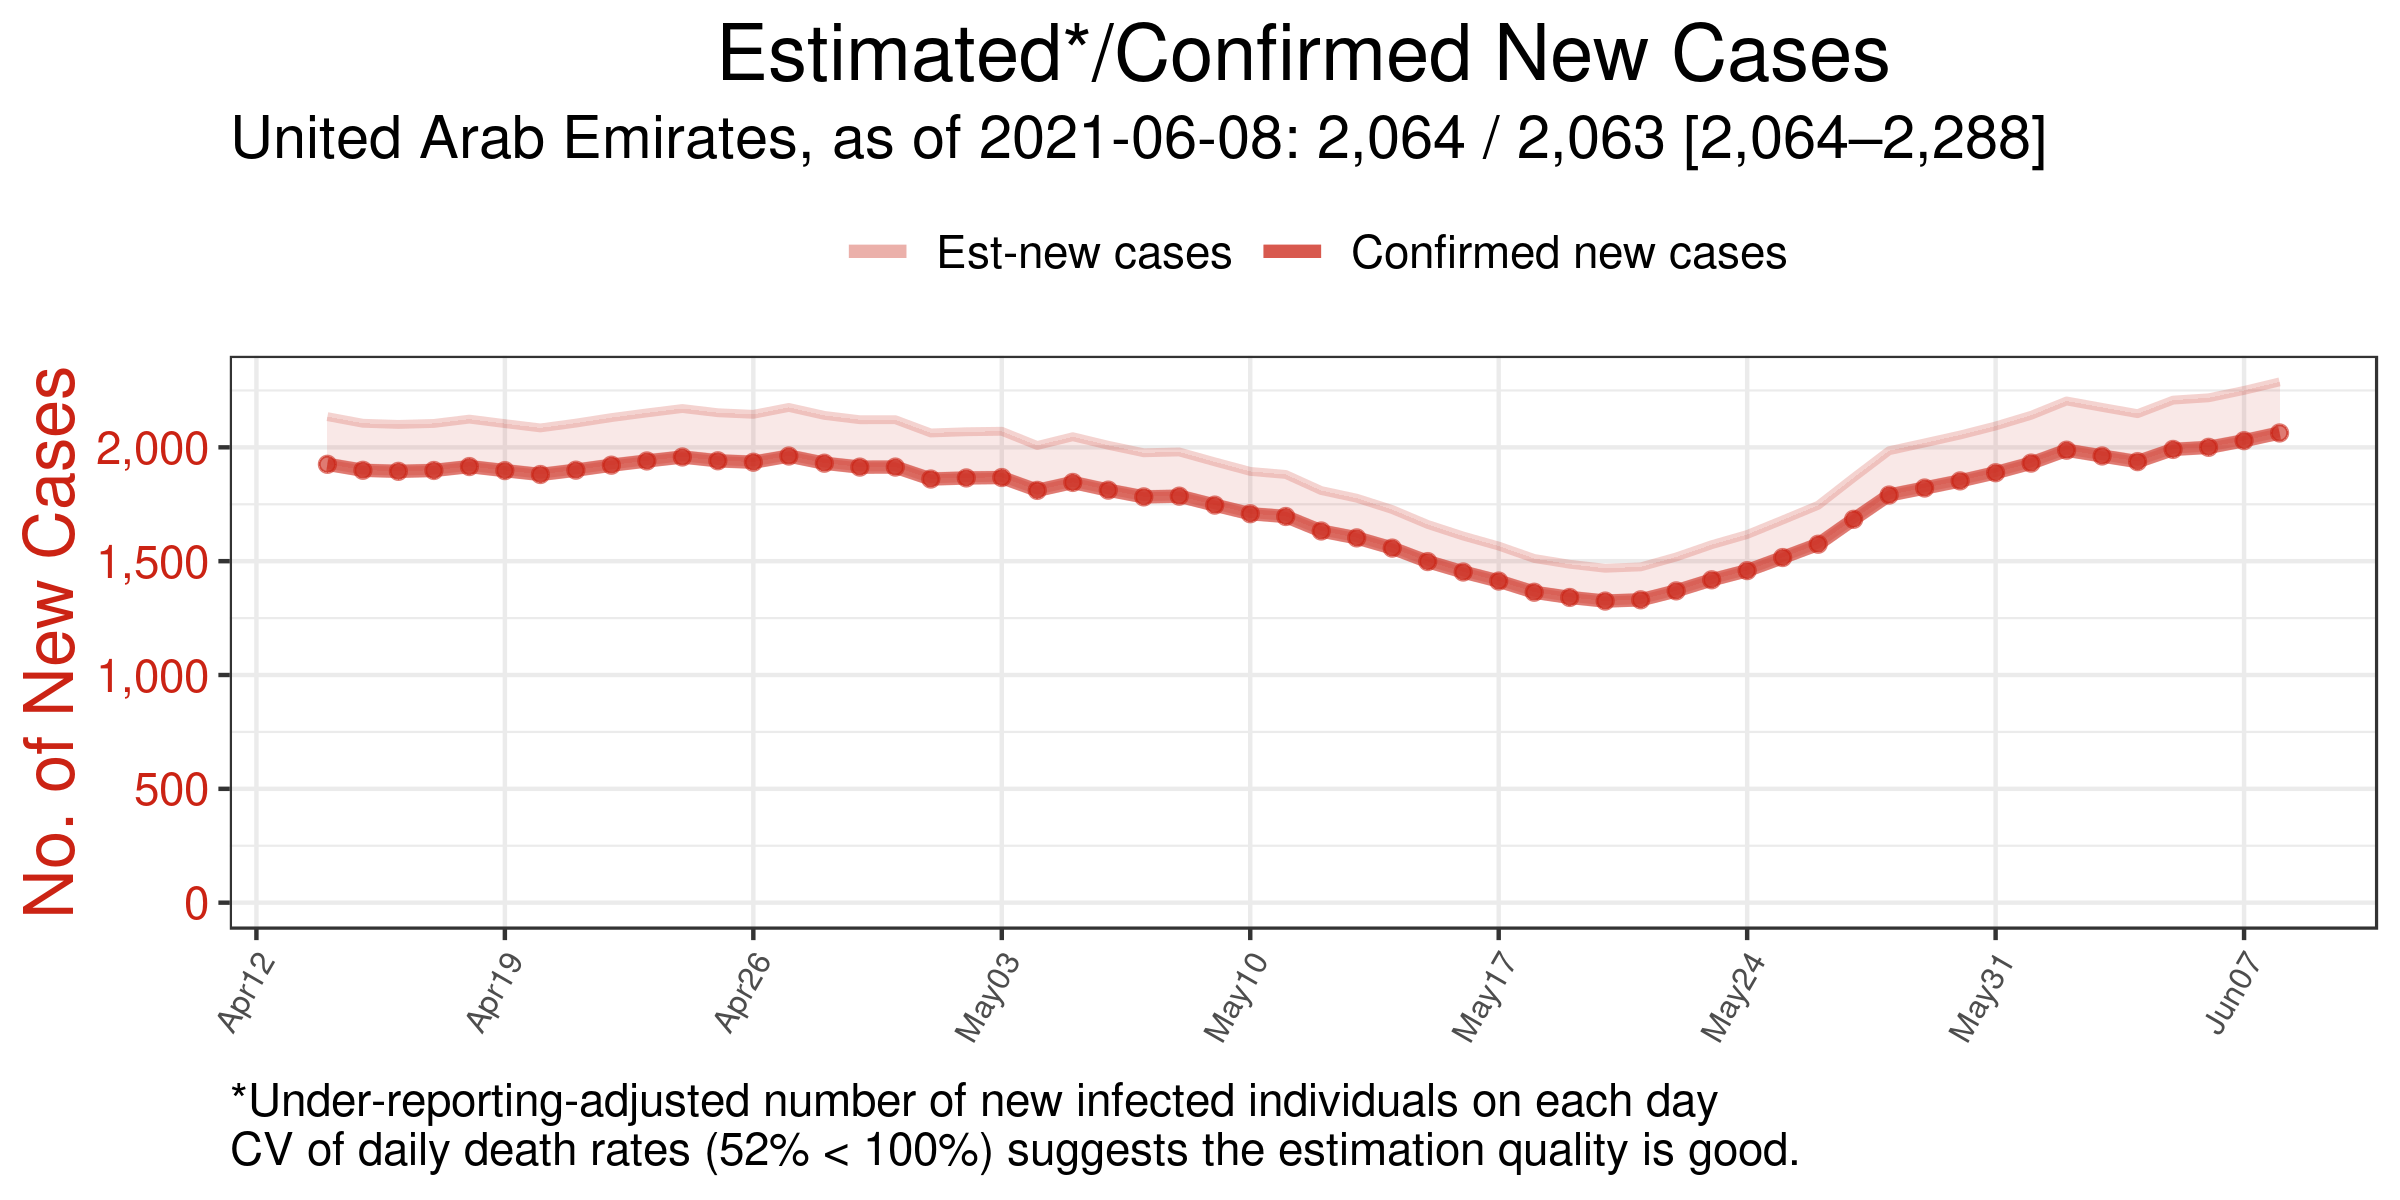 Estimated*/Confirmed New Cases
United Arab Emirates, as of 2021-06-08: 2,064 / 2,063 [2,064–2,288]
Est-new cases
Confirmed new cases
No. of New Cases
2,000
1,500
1,000
500
0
Apr12
Apr19
Apr26
May03
May10
May17
May24
May31
Jun07
*Under-reporting-adjusted number of new infected individuals on each day
CV of daily death rates (52% < 100%) suggests the estimation quality is good.